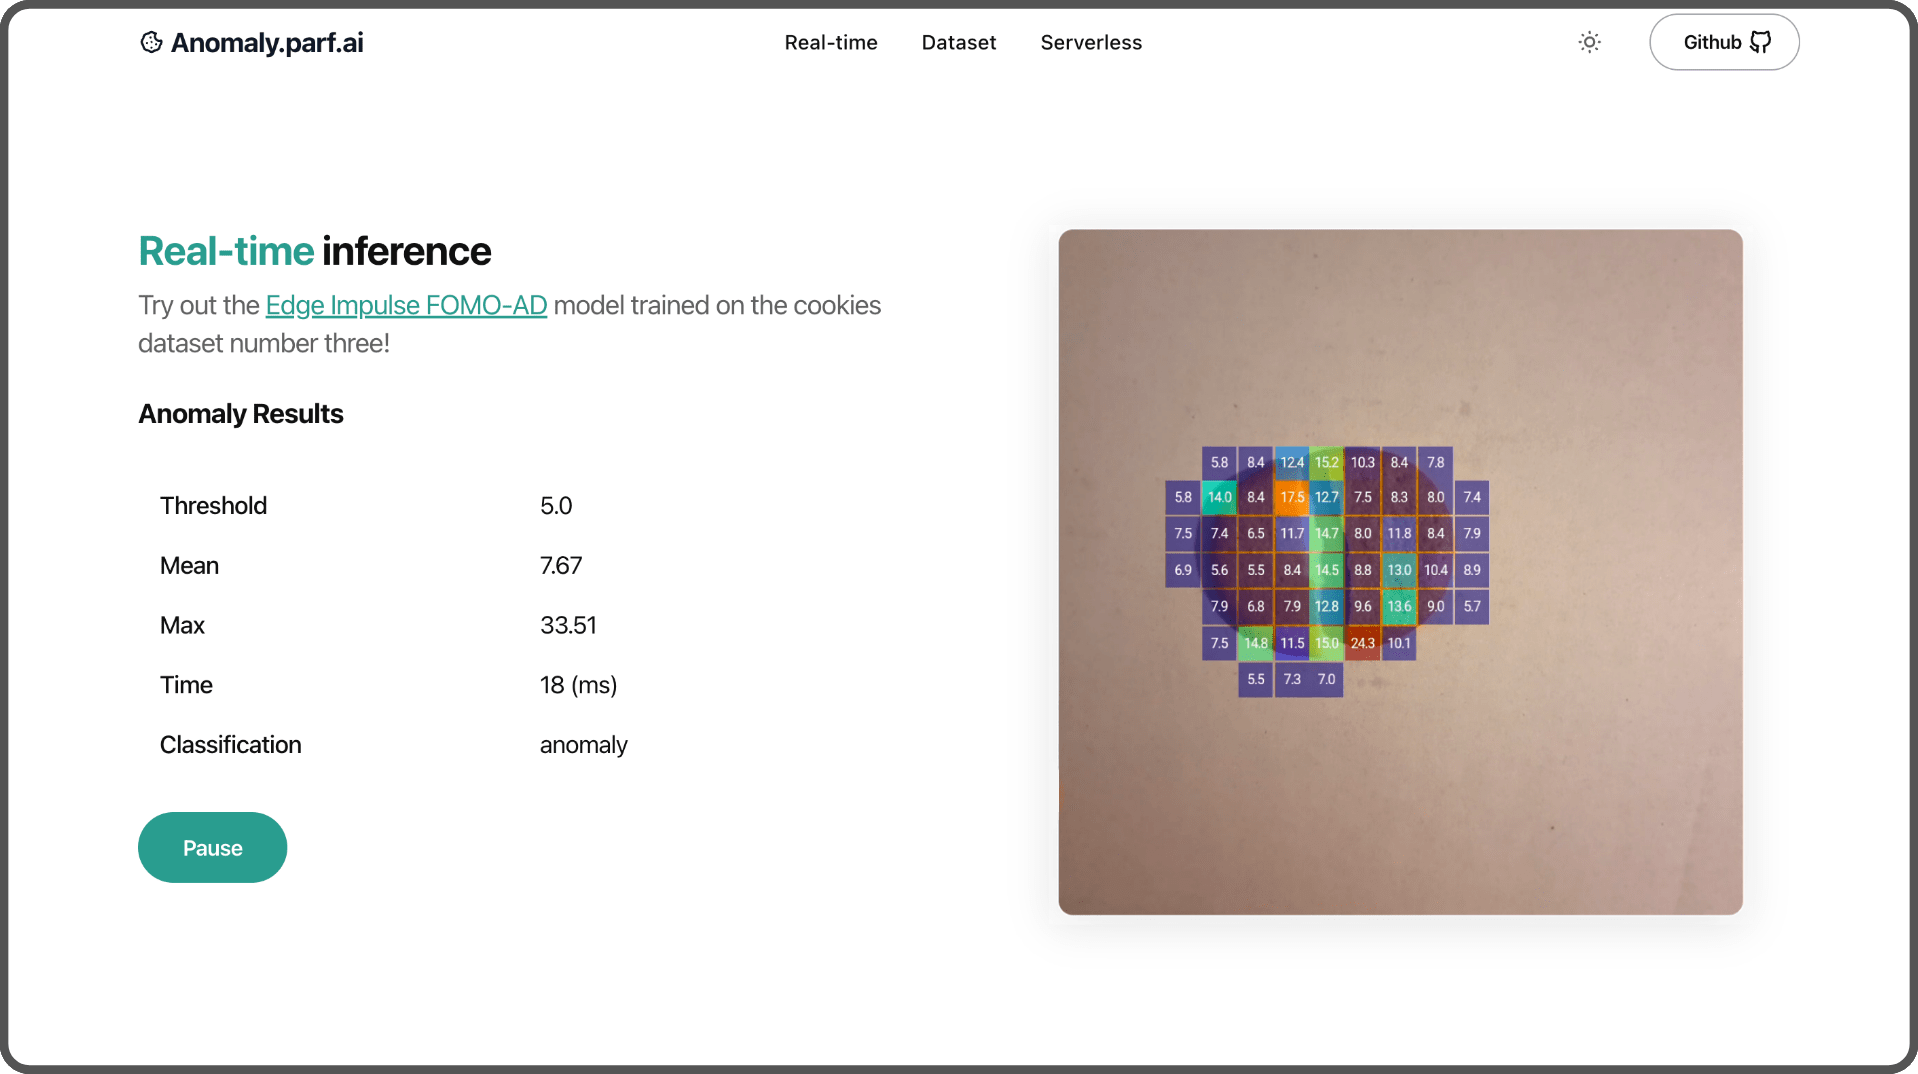 Anomaly.parf.ai
Real-time Dataset Serverless
Github
Real-time inference
Try out the Edge Impulse FOMO-AD model trained on the cookies
dataset number three!
Anomaly Results
Threshold 5.0
Mean 7.67
Max 33.51
Time 18 (ms)
Classification anomaly
Pause
5.8 8.4 12.4 15.2 10.3 8.4 7.8
5.8 14.0 8.4 17.5 12.7 7.5 8.3 8.0 7.4
7.5 7.4 6.5 11.7 14.7 8.0 11.8 8.4 7.9
6.9 5.6 5.5 8.4 14.5 8.8 13.0 10.4 8.9
7.9 6.8 7.9 12.8 9.6 13.6 9.0 5.7
7.5 14.8 11.5 15.0 24.3 10.1
5.5 7.3 7.0